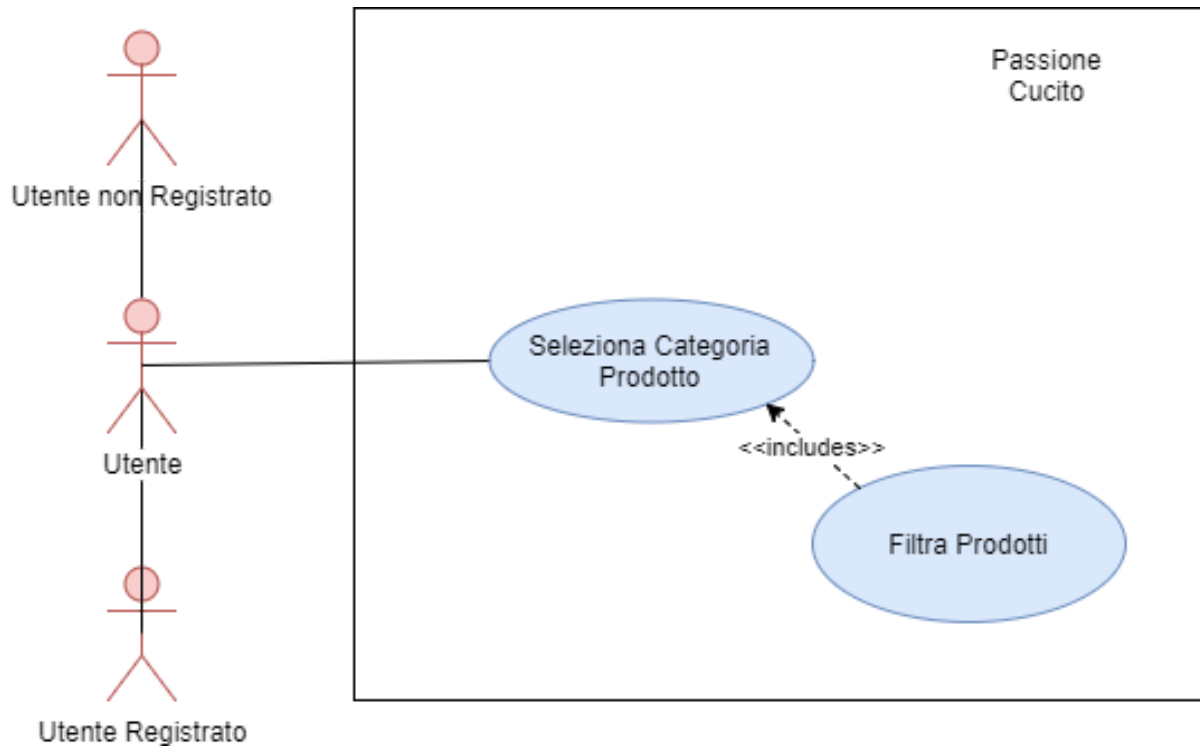 Passione
Cucito
Utente non Registrato
Seleziona Categoria
Prodotto
<<includes>>
Utente
Filtra Prodotti
Utente Registrato